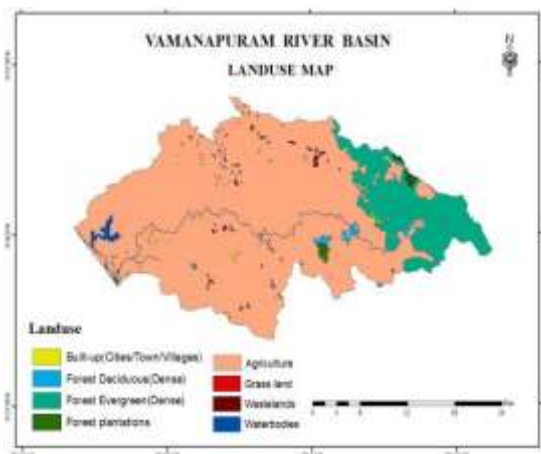 VAMANAPURAM RIVER BASIN
LANDUSE MAP
N
Landuse
Built-up(Cities/Town/Villages)
Forest Deciduous(Dense)
Forest Evergreen(Dense)
Forest plantations
Agriculture
Grass land
Wastelands
Waterbodies